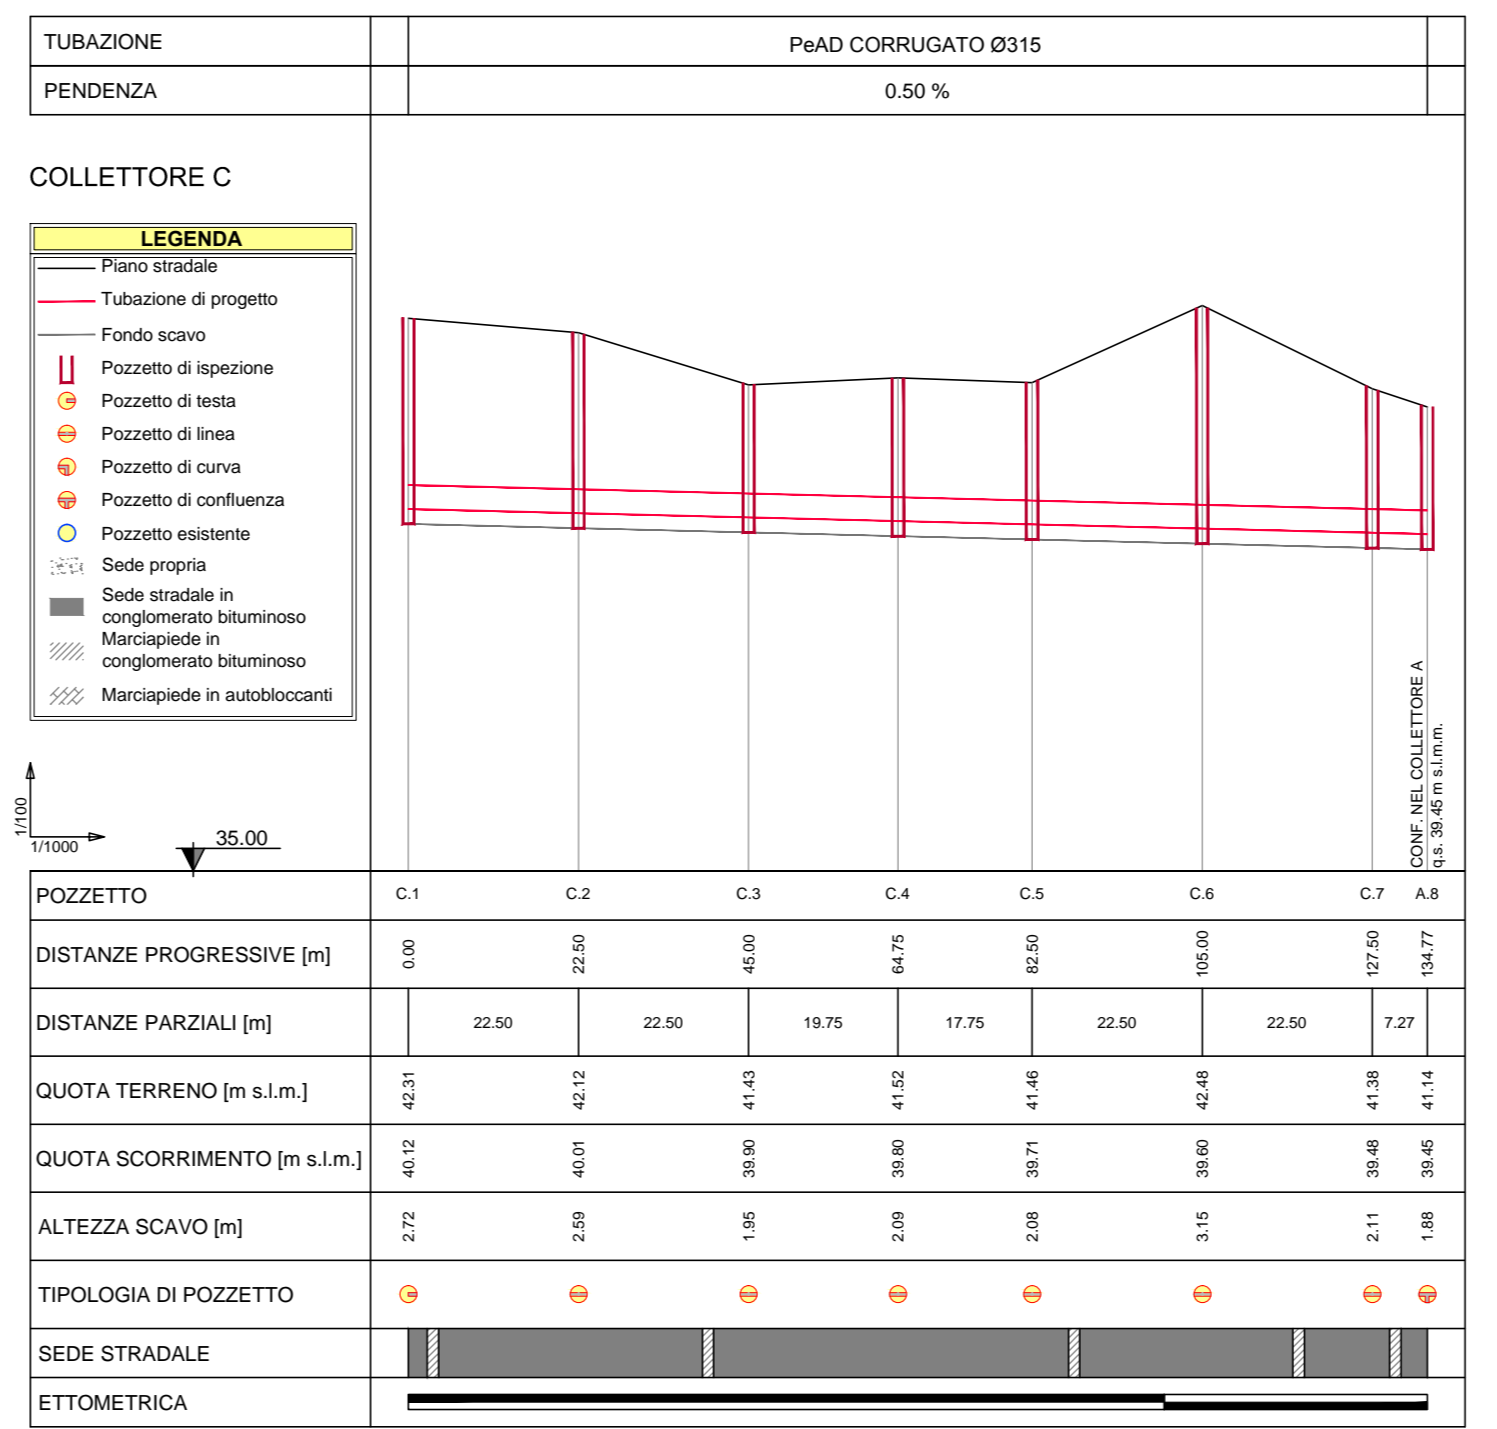 TUBAZIONE
PeAD CORRUGATO Ø315
PENDENZA
0.50 %
COLLETTORE C
LEGENDA
Piano stradale
Tubazione di progetto
Fondo scavo
Pozzetto di ispezione
Pozzetto di testa
Pozzetto di linea
Pozzetto di curva
Pozzetto di confluenza
Pozzetto esistente
Sede propria
Sede stradale in
conglomerato bituminoso
Marciapiede in
conglomerato bituminoso
Marciapiede in autobloccanti
1/100
1/1000
35.00
CONF. NEL COLLETTORE A
q.s. 39.45 m s.l.m.m.
POZZETTO C.1 C.2 C.3 C.4 C.5 C.6 C.7 A.8
DISTANZE PROGRESSIVE [m] 0.00 22.50 45.00 64.75 82.50 105.00 127.50 134.77
DISTANZE PARZIALI [m] 22.50 22.50 19.75 17.75 22.50 22.50 7.27
QUOTA TERRENO [m s.l.m.] 42.31 42.12 41.43 41.52 41.46 42.48 41.38 41.14
QUOTA SCORRIMENTO [m s.l.m.] 40.12 40.01 39.90 39.80 39.71 39.60 39.48 39.45
ALTEZZA SCAVO [m] 2.72 2.59 1.95 2.09 2.08 3.15 2.11 1.88
TIPOLOGIA DI POZZETTO
SEDE STRADALE
ETTOMETRICA